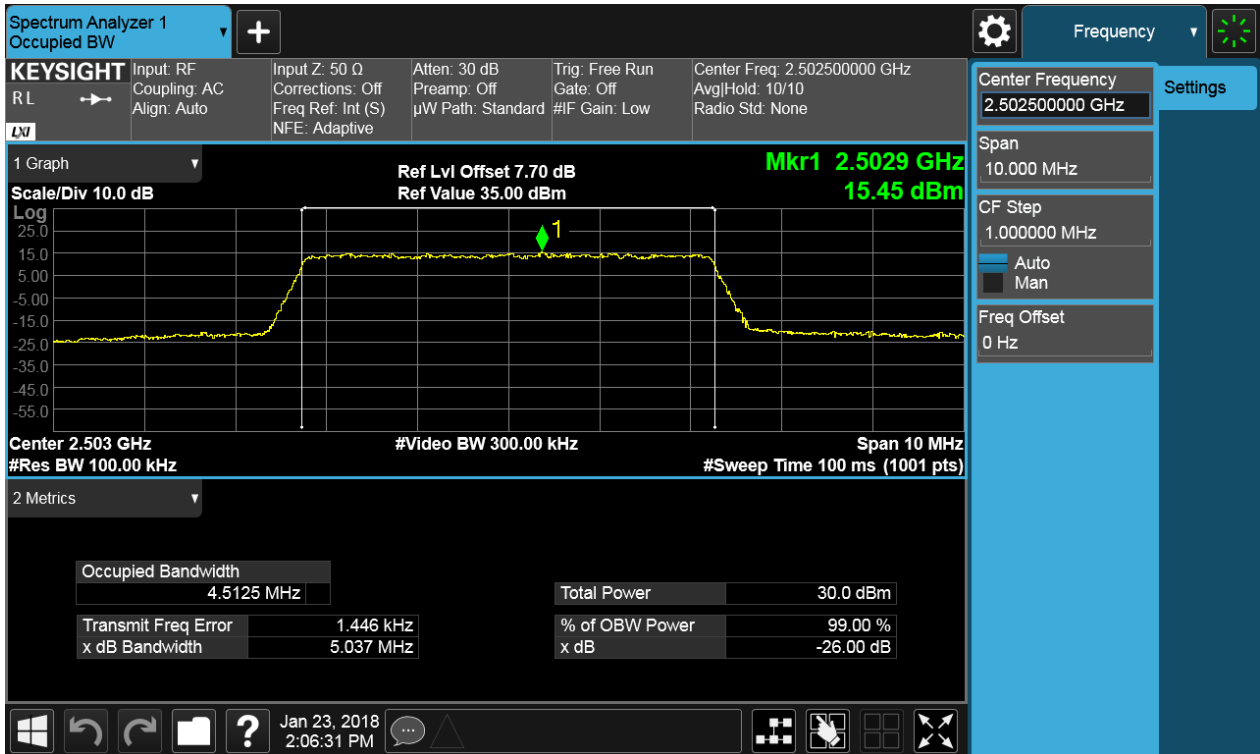 Spectrum Analyzer 1
Occupied BW
+
Frequency
KEYSIGHT
R L
LXI
Input: RF
Coupling: AC
Align: Auto
Input Z: 50 Ω
Corrections: Off
Freq Ref: Int (S)
NFE: Adaptive
Atten: 30 dB
Preamp: Off
µW Path: Standard
Trig: Free Run
Gate: Off
#IF Gain: Low
Center Freq: 2.502500000 GHz
Avg|Hold: 10/10
Radio Std: None
Center Frequency
2.502500000 GHz
Settings
Span
10.000 MHz
CF Step
1.000000 MHz
Auto
Man
Freq Offset
0 Hz
1 Graph
Scale/Div 10.0 dB
Ref Lvl Offset 7.70 dB
Ref Value 35.00 dBm
Mkr1 2.5029 GHz
15.45 dBm
Log
1
25.0
15.0
5.00
-5.00
-15.0
-25.0
-35.0
-45.0
-55.0
Center 2.503 GHz
#Video BW 300.00 kHz
Span 10 MHz
#Res BW 100.00 kHz
#Sweep Time 100 ms (1001 pts)
2 Metrics
Occupied Bandwidth
4.5125 MHz
Total Power 30.0 dBm
Transmit Freq Error 1.446 kHz
% of OBW Power 99.00 %
x dB Bandwidth 5.037 MHz
x dB -26.00 dB
?
Jan 23, 2018
2:06:31 PM